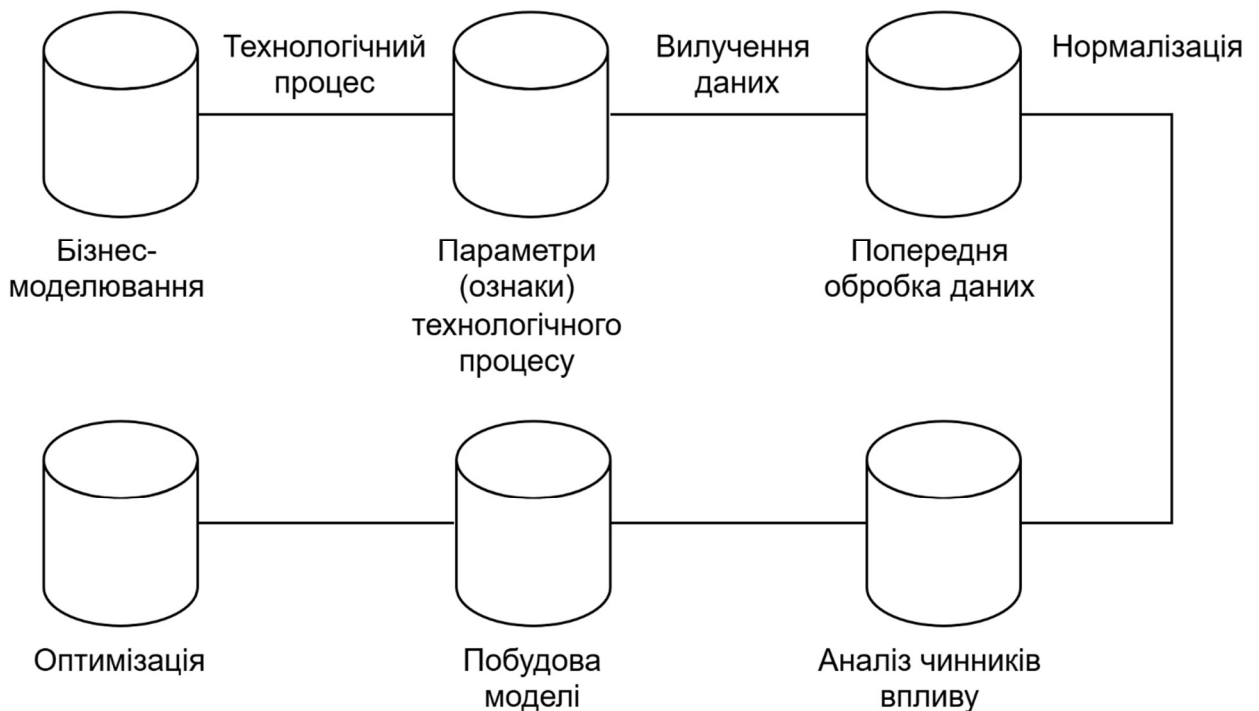 Технологічний
процес
Вилучення
даних
Нормалізація
Бізнес-
моделювання
Параметри
(ознаки)
технологічного
процесу
Попередня
обробка даних
Оптимізація
Побудова
моделі
Аналіз чинників
впливу